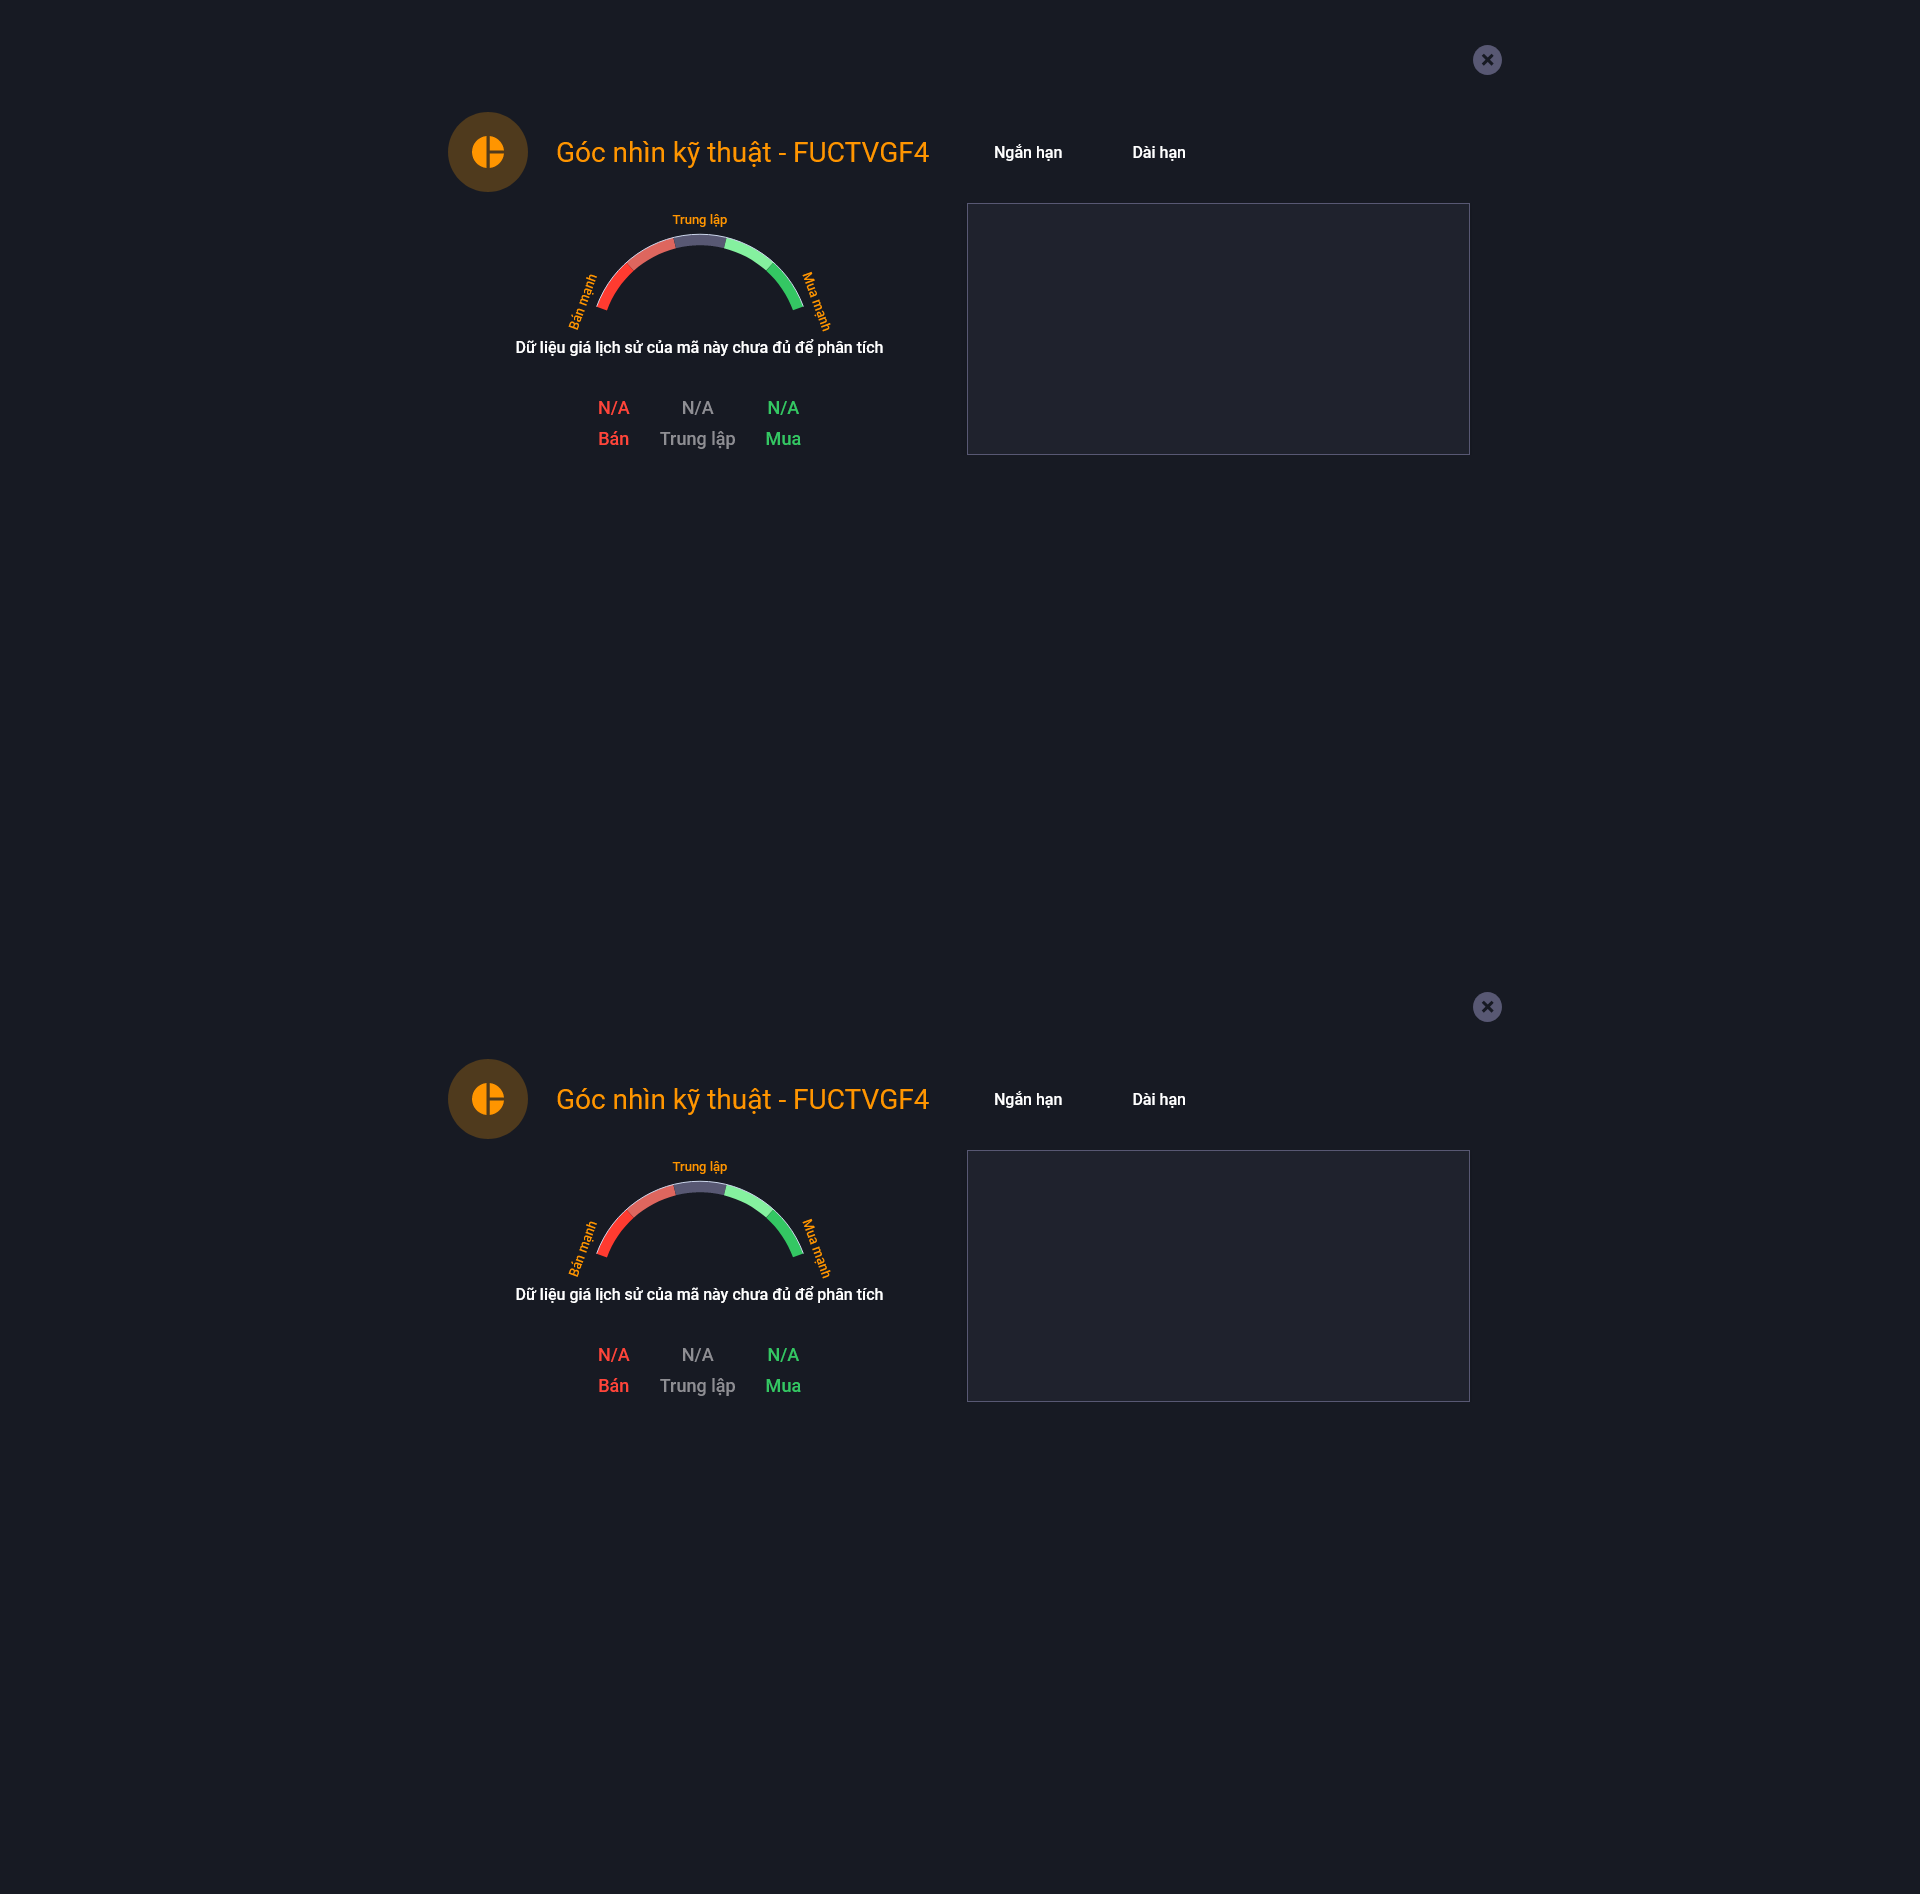 Góc nhìn kỹ thuật - FUCTVGF4
Ngắn hạn Dài hạn
Trung lập
Bán mạnh Mua mạnh
Dữ liệu giá lịch sử của mã này chưa đủ để phân tích
N/A N/A N/A
Bán Trung lập Mua
Góc nhìn kỹ thuật - FUCTVGF4
Ngắn hạn Dài hạn
Trung lập
Bán mạnh Mua mạnh
Dữ liệu giá lịch sử của mã này chưa đủ để phân tích
N/A N/A N/A
Bán Trung lập Mua